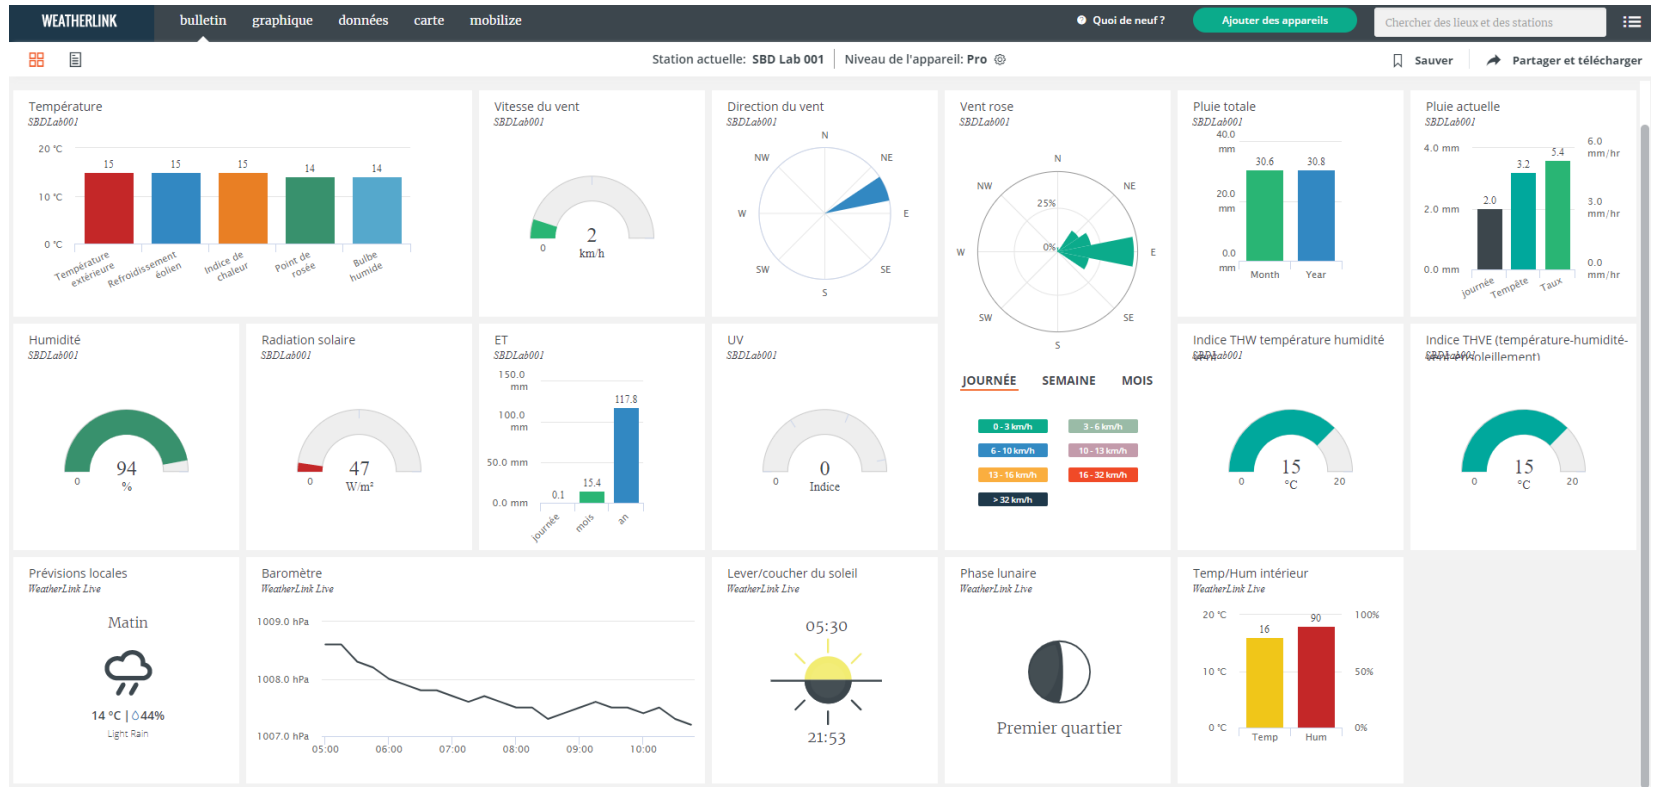 WEATHERLINK
bulletin graphique données carte mobilize
Quoi de neuf ?
Ajouter des appareils
Chercher des lieux et des stations
Station actuelle: SBD Lab 001 Niveau de l'appareil: Pro
Sauver
Partager et télécharger
Température
SBDLab001
20 °C
10 °C
0 °C
15 15 15 14 14
Température extérieure
Refroidissement éolien
Indice de chaleur
Point de rosée
Bulbe humide
Vitesse du vent
SBDLab001
0
2
km/h
Direction du vent
SBDLab001
N
NW NE
W E
SW SE
S
Vent rose
SBDLab001
N
NW NE
25%
W 0% E
SW SE
S
JOURNÉE SEMAINE MOIS
0 - 3 km/h 3 - 6 km/h
6 - 10 km/h 10 - 13 km/h
13 - 16 km/h 16 - 32 km/h
> 32 km/h
Pluie totale
SBDLab001
40.0 mm
20.0 mm
0.0 mm
30.6 30.8
Month Year
Pluie actuelle
SBDLab001
4.0 mm
2.0 mm
0.0 mm
2.0 3.2 5.4
6.0 mm/hr
3.0 mm/hr
0.0 mm/hr
journée Tempête Taux
Humidité
SBDLab001
0
94
%
Radiation solaire
SBDLab001
0
47
W/m²
ET
SBDLab001
150.0 mm
100.0 mm
50.0 mm
0.0 mm
0.1 15.4 117.8
journée mois an
UV
SBDLab001
0
0
Indice
Indice THW température humidité
SBDLab001
0
15
°C
20
Indice THVE (température-humidité-
SBDLab001
0
15
°C
20
Prévisions locales
WeatherLink Live
Matin
14 °C | 44%
Light Rain
Baromètre
WeatherLink Live
1009.0 hPa
1008.0 hPa
1007.0 hPa
05:00 06:00 07:00 08:00 09:00 10:00
Lever/coucher du soleil
WeatherLink Live
05:30
21:53
Phase lunaire
WeatherLink Live
Premier quartier
Temp/Hum intérieur
WeatherLink Live
20 °C
10 °C
0 °C
16 90
100%
50%
0%
Temp Hum